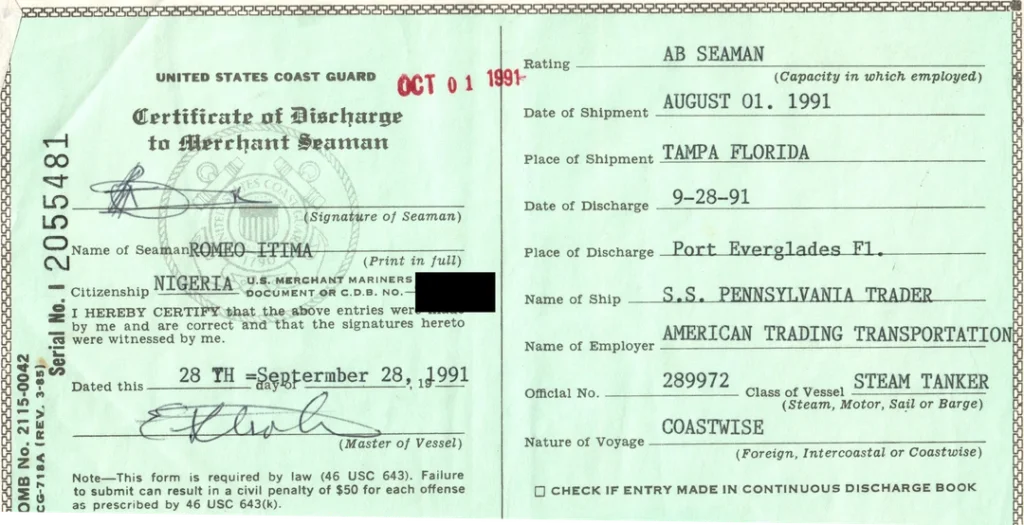 UNITED STATES COAST GUARD
OCT 01 1991
Certificate of Discharge
to Merchant Seaman
(Signature of Seaman)
Name of Seaman ROMEO ITIMA
(Print in full)
Citizenship NIGERIA U.S. MERCHANT MARINERS
DOCUMENT OR C.D.B. NO.
I HEREBY CERTIFY that the above entries were made
by me and are correct and that the signatures hereto
were witnessed by me.
Dated this 28 TH =Septermber 28, 1991
day of 19
(Master of Vessel)
Note—This form is required by law (46 USC 643). Failure
to submit can result in a civil penalty of $50 for each offense
as prescribed by 46 USC 643(k).
Serial No. I 2055481
OMB No. 2115-0042
CG-718A (REV. 3-85)
Rating AB SEAMAN
(Capacity in which employed)
Date of Shipment AUGUST 01. 1991
Place of Shipment TAMPA FLORIDA
Date of Discharge 9-28-91
Place of Discharge Port Everglades Fl.
Name of Ship S.S. PENNSYLVANIA TRADER
Name of Employer AMERICAN TRADING TRANSPORTATION
Official No. 289972 Class of Vessel STEAM TANKER
(Steam, Motor, Sail or Barge)
Nature of Voyage COASTWISE
(Foreign, Intercoastal or Coastwise)
CHECK IF ENTRY MADE IN CONTINUOUS DISCHARGE BOOK